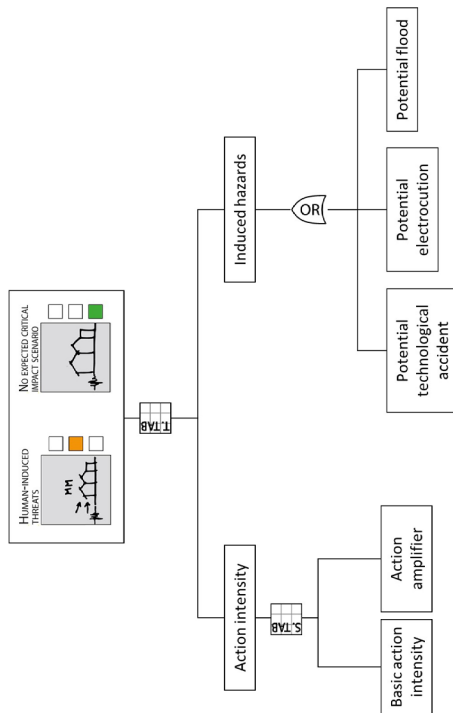 HUMAN-INDUCED
THREATS
NO EXPECTED CRITICAL
IMPACT SCENARIO
T.TAB
Action intensity
Induced hazards
S.TAB
OR
Basic action
intensity
Action
amplifier
Potential
technological
accident
Potential
electrocution
Potential flood